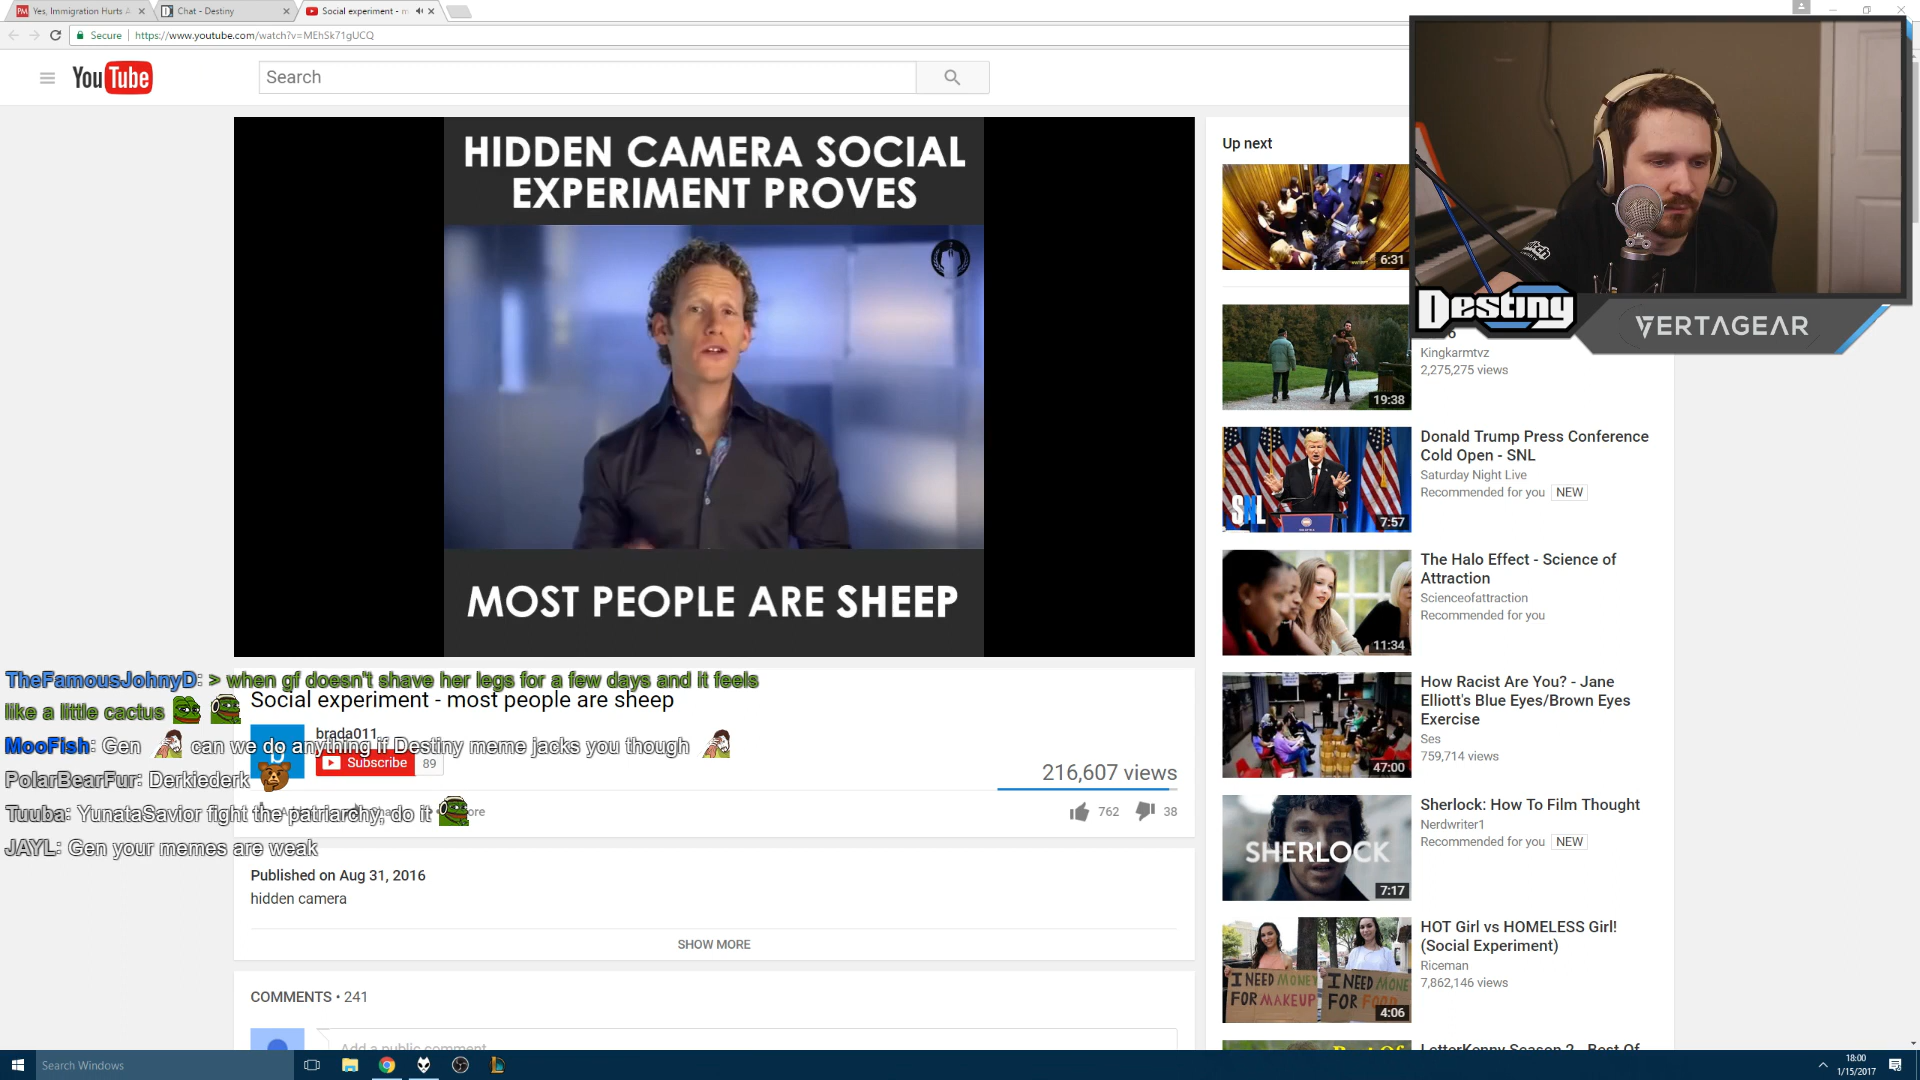 Yes, Immigration Hurts A
Chat - Destiny
Social experiment - m
Secure
https://www.youtube.com/watch?v=MEhSk71gUCQ
YouTube
Search
HIDDEN CAMERA SOCIAL
EXPERIMENT PROVES
MOST PEOPLE ARE SHEEP
Destiny
VERTAGEAR
Up next
6:31
Kingkarmtvz
2,275,275 views
19:38
Donald Trump Press Conference
Cold Open - SNL
Saturday Night Live
Recommended for you NEW
SNL
7:57
The Halo Effect - Science of
Attraction
Scienceofattraction
Recommended for you
11:34
How Racist Are You? - Jane
Elliott's Blue Eyes/Brown Eyes
Exercise
Ses
759,714 views
47:00
Sherlock: How To Film Thought
Nerdwriter1
Recommended for you NEW
SHERLOCK
7:17
HOT Girl vs HOMELESS Girl!
(Social Experiment)
Riceman
7,862,146 views
I NEED MONEY
FOR MAKEUP
I NEED MONE
FOR FOOD
4:06
LetterKenny Season 2 - Best Of
TheFamousJohnyD: > when gf doesn't shave her legs for a few days and it feels
like a little cactus
Social experiment - most people are sheep
brada011
MooFish: Gen can we do anything if Destiny meme jacks you though
Subscribe 89
PolarBearFur: Derkiederk
216,607 views
Tuuba: YunataSavior fight the patriarchy, do it
762 38
JAYL: Gen your memes are weak
Published on Aug 31, 2016
hidden camera
SHOW MORE
COMMENTS • 241
Add a public comment
Search Windows
18:00
1/15/2017